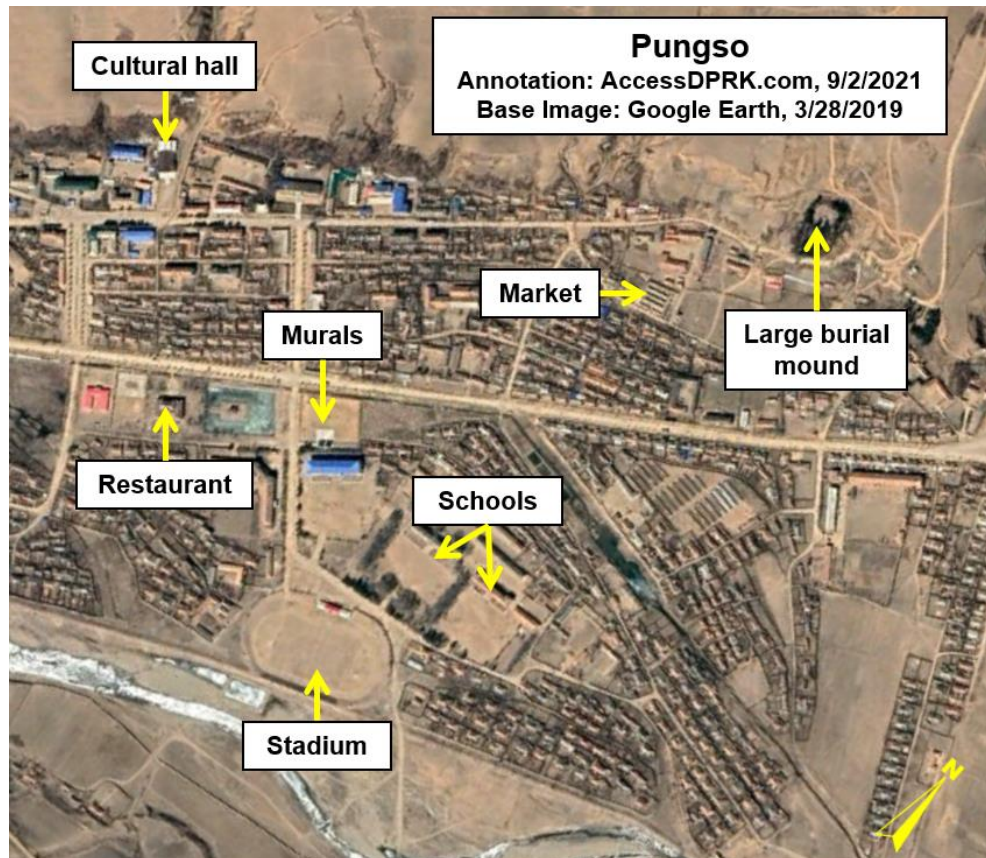 Cultural hall
Pungso
Annotation: AccessDPRK.com, 9/2/2021
Base Image: Google Earth, 3/28/2019
Market
Murals
Large burial
mound
Restaurant
Schools
Stadium
N